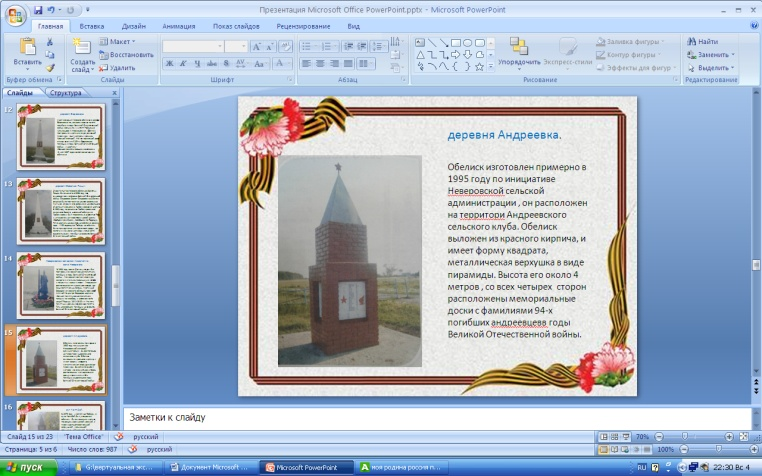 Презентация Microsoft Office PowerPoint.pptx - Microsoft PowerPoint
Главная Вставка Дизайн Анимация Показ слайдов Рецензирование Вид
Вставить
Создать слайд
Макет
Восстановить
Удалить
Упорядочить
Экспресс-стили
Заливка фигуры
Контур фигуры
Эффекты для фигур
Найти
Заменить
Выделить
Буфер обмена Слайды Шрифт Абзац Рисование Редактирование
Слайды Структура
12
13
14
15
16
деревня Андреевка.
Обелиск изготовлен примерно в
1995 году по инициативе
Неверовской сельской
администрации , он расположен
на територи Андреевского
сельского клуба. Обелиск
выложен из красного кирпича, и
имеет форму квадрата,
металлическая верхушка в виде
пирамиды. Высота его около 4
метров , со всех четырех сторон
расположены мемориальные
доски с фамилиями 94-х
погибших андреевцевв годы
Великой Отечественной войны.
Заметки к слайду
Слайд 15 из 23 "Тема Office" русский 70%
Страница: 5 из 6 Число слов: 987 русский 100%
пуск G:\виртуальная экс... Документ Microsoft ... Microsoft PowerPoint моя родина россия п... RU 22:30 Вс 4